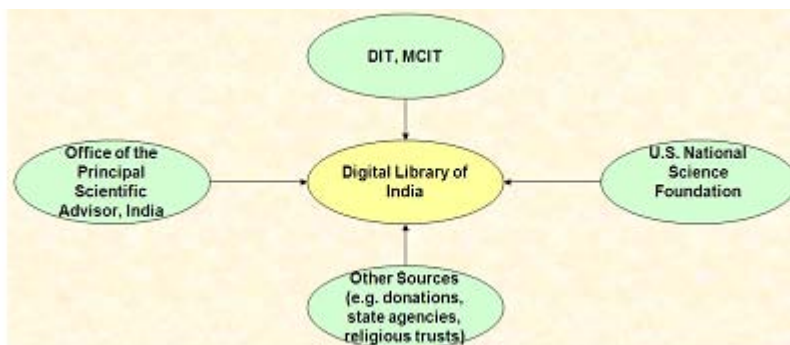 DIT, MCIT
Office of the
Principal
Scientific
Advisor, India
Digital Library of
India
U.S. National
Science
Foundation
Other Sources
(e.g. donations,
state agencies,
religious trusts)